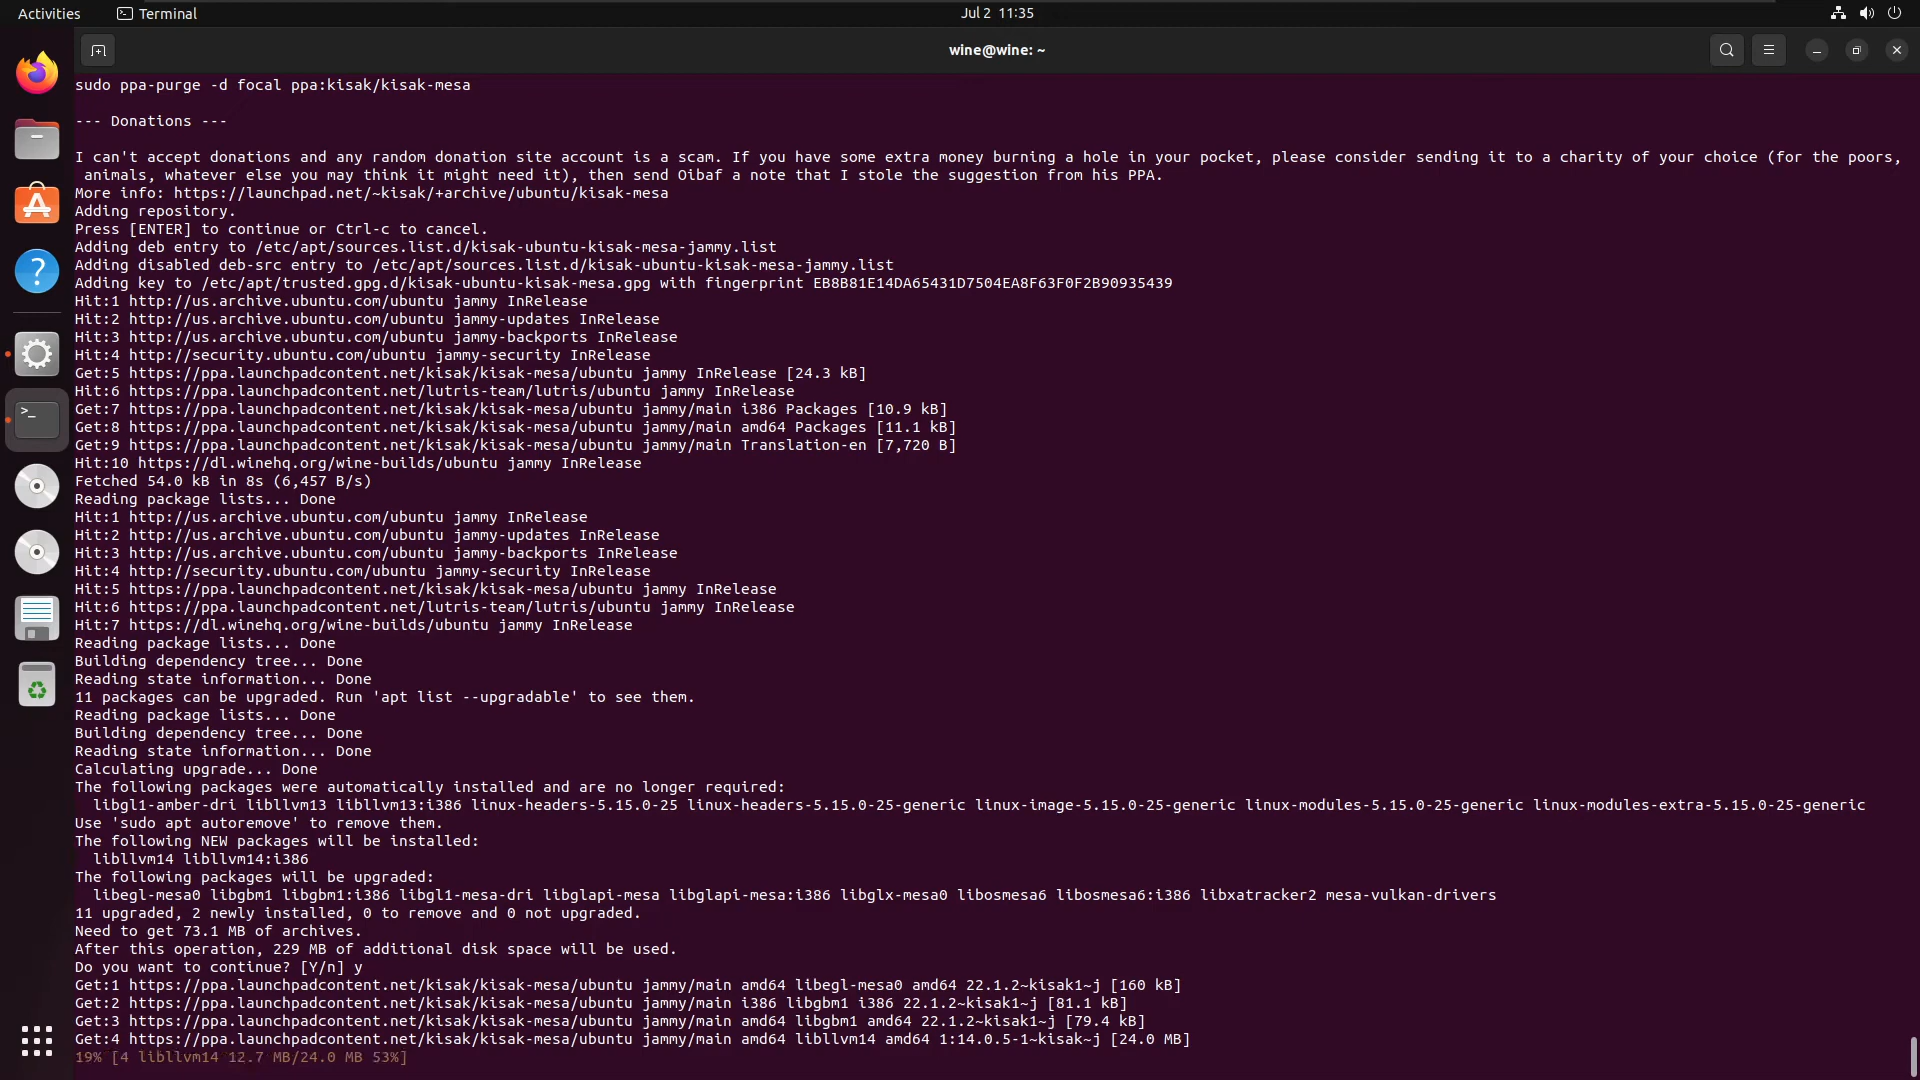 Activities
Terminal
Jul 2 11:35
wine@wine: ~
sudo ppa-purge -d focal ppa:kisak/kisak-mesa
--- Donations ---
I can't accept donations and any random donation site account is a scam. If you have some extra money burning a hole in your pocket, please consider sending it to a charity of your choice (for the poors,
animals, whatever else you may think it might need it), then send Oibaf a note that I stole the suggestion from his PPA.
More info: https://launchpad.net/~kisak/+archive/ubuntu/kisak-mesa
Adding repository.
Press [ENTER] to continue or Ctrl-c to cancel.
Adding deb entry to /etc/apt/sources.list.d/kisak-ubuntu-kisak-mesa-jammy.list
Adding disabled deb-src entry to /etc/apt/sources.list.d/kisak-ubuntu-kisak-mesa-jammy.list
Adding key to /etc/apt/trusted.gpg.d/kisak-ubuntu-kisak-mesa.gpg with fingerprint EB8B81E14DA65431D7504EA8F63F0F2B90935439
Hit:1 http://us.archive.ubuntu.com/ubuntu jammy InRelease
Hit:2 http://us.archive.ubuntu.com/ubuntu jammy-updates InRelease
Hit:3 http://us.archive.ubuntu.com/ubuntu jammy-backports InRelease
Hit:4 http://security.ubuntu.com/ubuntu jammy-security InRelease
Get:5 https://ppa.launchpadcontent.net/kisak/kisak-mesa/ubuntu jammy InRelease [24.3 kB]
Hit:6 https://ppa.launchpadcontent.net/lutris-team/lutris/ubuntu jammy InRelease
Get:7 https://ppa.launchpadcontent.net/kisak/kisak-mesa/ubuntu jammy/main i386 Packages [10.9 kB]
Get:8 https://ppa.launchpadcontent.net/kisak/kisak-mesa/ubuntu jammy/main amd64 Packages [11.1 kB]
Get:9 https://ppa.launchpadcontent.net/kisak/kisak-mesa/ubuntu jammy/main Translation-en [7,720 B]
Hit:10 https://dl.winehq.org/wine-builds/ubuntu jammy InRelease
Fetched 54.0 kB in 8s (6,457 B/s)
Reading package lists... Done
Hit:1 http://us.archive.ubuntu.com/ubuntu jammy InRelease
Hit:2 http://us.archive.ubuntu.com/ubuntu jammy-updates InRelease
Hit:3 http://us.archive.ubuntu.com/ubuntu jammy-backports InRelease
Hit:4 http://security.ubuntu.com/ubuntu jammy-security InRelease
Hit:5 https://ppa.launchpadcontent.net/kisak/kisak-mesa/ubuntu jammy InRelease
Hit:6 https://ppa.launchpadcontent.net/lutris-team/lutris/ubuntu jammy InRelease
Hit:7 https://dl.winehq.org/wine-builds/ubuntu jammy InRelease
Reading package lists... Done
Building dependency tree... Done
Reading state information... Done
11 packages can be upgraded. Run 'apt list --upgradable' to see them.
Reading package lists... Done
Building dependency tree... Done
Reading state information... Done
Calculating upgrade... Done
The following packages were automatically installed and are no longer required:
libgl1-amber-dri libllvm13 libllvm13:i386 linux-headers-5.15.0-25 linux-headers-5.15.0-25-generic linux-image-5.15.0-25-generic linux-modules-5.15.0-25-generic linux-modules-extra-5.15.0-25-generic
Use 'sudo apt autoremove' to remove them.
The following NEW packages will be installed:
libllvm14 libllvm14:i386
The following packages will be upgraded:
libegl-mesa0 libgbm1 libgbm1:i386 libgl1-mesa-dri libglapi-mesa libglapi-mesa:i386 libglx-mesa0 libosmesa6 libosmesa6:i386 libxatracker2 mesa-vulkan-drivers
11 upgraded, 2 newly installed, 0 to remove and 0 not upgraded.
Need to get 73.1 MB of archives.
After this operation, 229 MB of additional disk space will be used.
Do you want to continue? [Y/n] y
Get:1 https://ppa.launchpadcontent.net/kisak/kisak-mesa/ubuntu jammy/main amd64 libegl-mesa0 amd64 22.1.2~kisak1~j [160 kB]
Get:2 https://ppa.launchpadcontent.net/kisak/kisak-mesa/ubuntu jammy/main i386 libgbm1 i386 22.1.2~kisak1~j [81.1 kB]
Get:3 https://ppa.launchpadcontent.net/kisak/kisak-mesa/ubuntu jammy/main amd64 libgbm1 amd64 22.1.2~kisak1~j [79.4 kB]
Get:4 https://ppa.launchpadcontent.net/kisak/kisak-mesa/ubuntu jammy/main amd64 libllvm14 amd64 1:14.0.5-1~kisak~j [24.0 MB]
19% [4 libllvm14 12.7 MB/24.0 MB 53%]